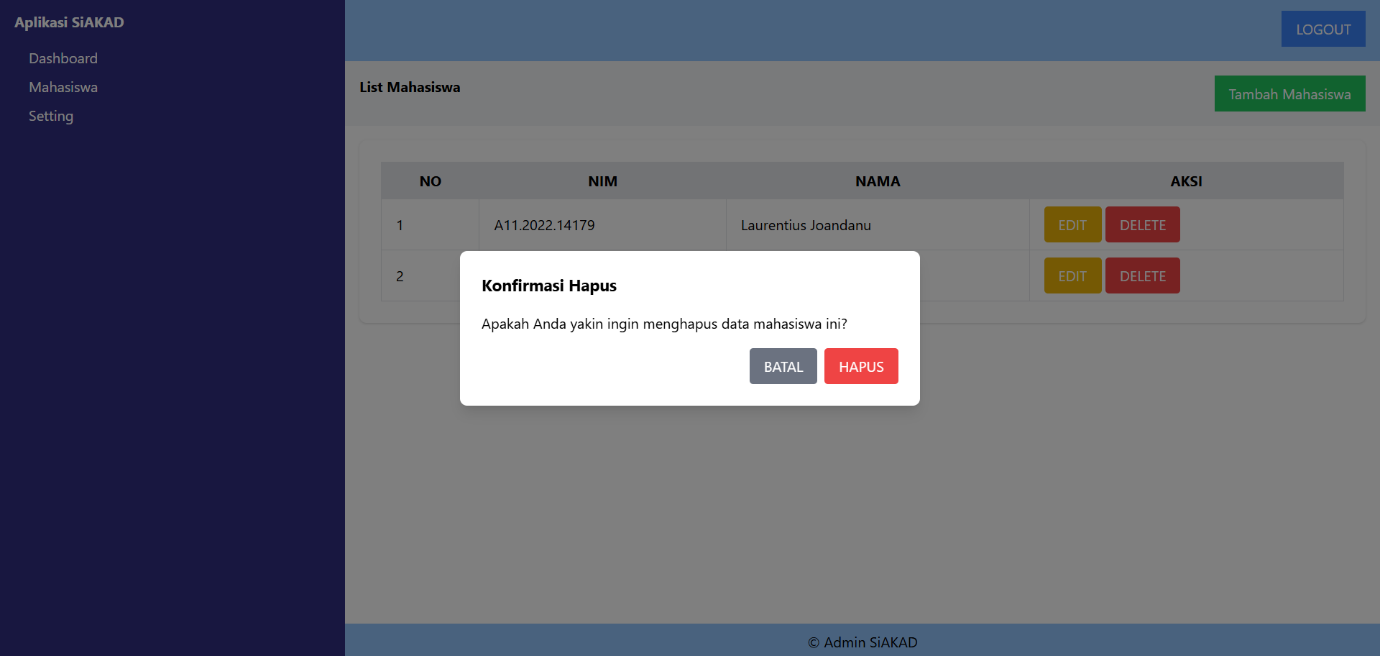 Aplikasi SiAKAD
Dashboard
Mahasiswa
Setting
LOGOUT
List Mahasiswa
Tambah Mahasiswa
NO NIM NAMA AKSI
1 A11.2022.14179 Laurentius Joandanu EDIT DELETE
2 EDIT DELETE
Konfirmasi Hapus
Apakah Anda yakin ingin menghapus data mahasiswa ini?
BATAL HAPUS
© Admin SiAKAD